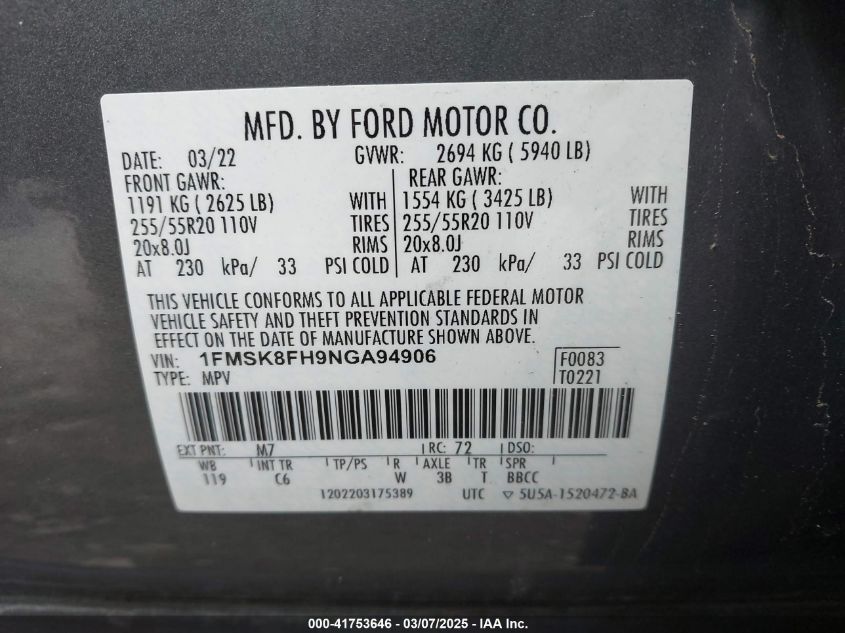 MFD. BY FORD MOTOR CO.
DATE: 03/22 GVWR: 2694 KG ( 5940 LB)
FRONT GAWR: REAR GAWR:
1191 KG ( 2625 LB) WITH 1554 KG ( 3425 LB) WITH
255/55R20 110V TIRES 255/55R20 110V TIRES
20x8.0J RIMS 20x8.0J RIMS
AT 230 kPa/ 33 PSI COLD AT 230 kPa/ 33 PSI COLD
THIS VEHICLE CONFORMS TO ALL APPLICABLE FEDERAL MOTOR
VEHICLE SAFETY AND THEFT PREVENTION STANDARDS IN
EFFECT ON THE DATE OF MANUFACTURE SHOWN ABOVE.
VIN: 1FMSK8FH9NGA94906 F0083
TYPE: MPV T0221
EXT PNT: M7 RC: 72 DSO:
WB INT TR TP/PS R AXLE TR SPR
119 C6 W 3B T BBCC
1202203175389 UTC ▽ 5U5A-1520472-BA
000-41753646 - 03/07/2025 - IAA Inc.